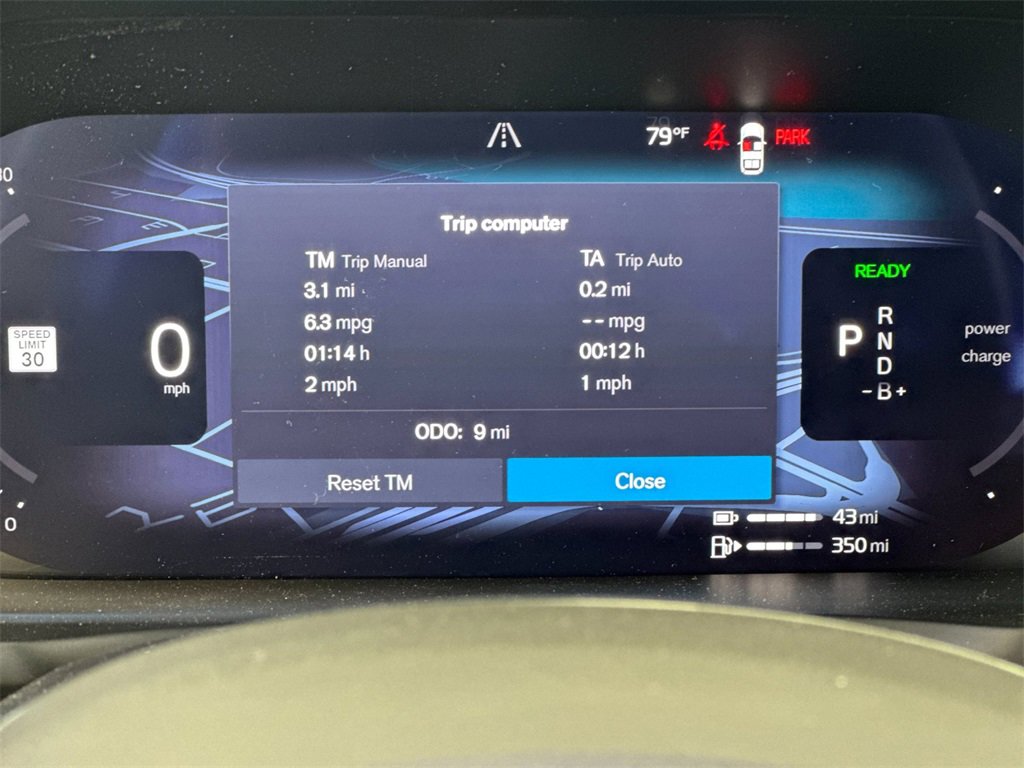 79°F PARK
30
Trip computer
TM Trip Manual
3.1 mi
6.3 mpg
01:14 h
2 mph
TA Trip Auto
0.2 mi
-- mpg
00:12 h
1 mph
ODO: 9 mi
Reset TM
Close
SPEED
LIMIT
30
0
mph
READY
P
R
N
D
-B+
power
charge
0
43 mi
350 mi